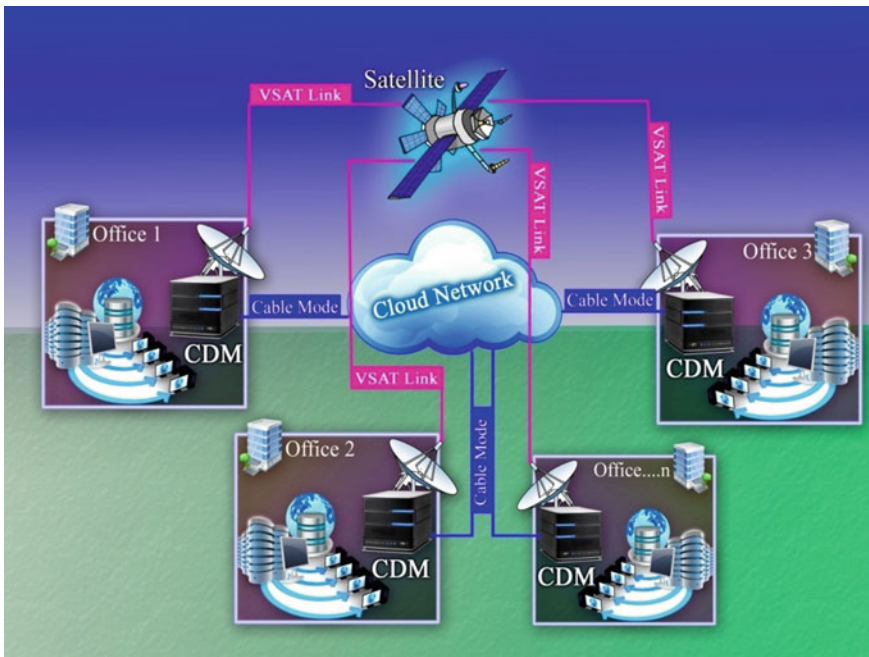 Satellite
VSAT Link
VSAT Link
VSAT Link
Office 1
Office 3
Cloud Network
Cable Mode
Cable Mode
CDM
CDM
VSAT Link
Cable Mode
Office 2
Office....n
CDM
CDM